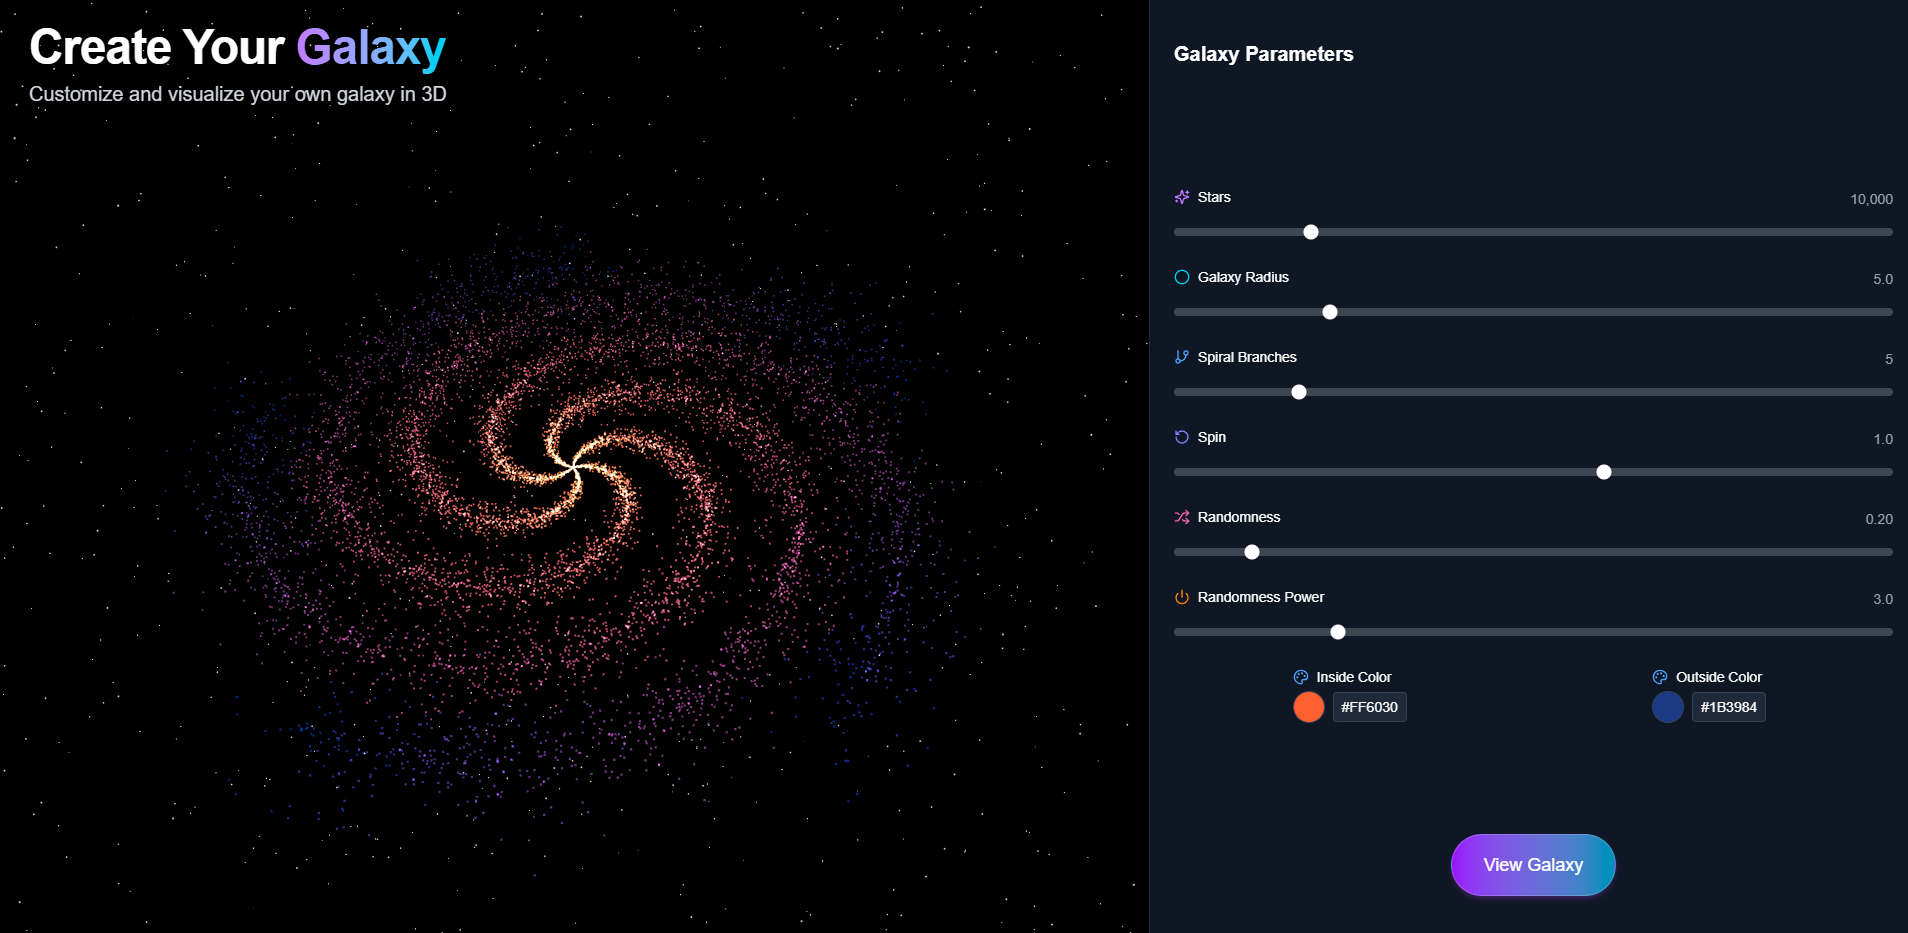 Create Your Galaxy
Customize and visualize your own galaxy in 3D
Galaxy Parameters
Stars 10,000
Galaxy Radius 5.0
Spiral Branches 5
Spin 1.0
Randomness 0.20
Randomness Power 3.0
Inside Color Outside Color
#FF6030 #1B3984
View Galaxy